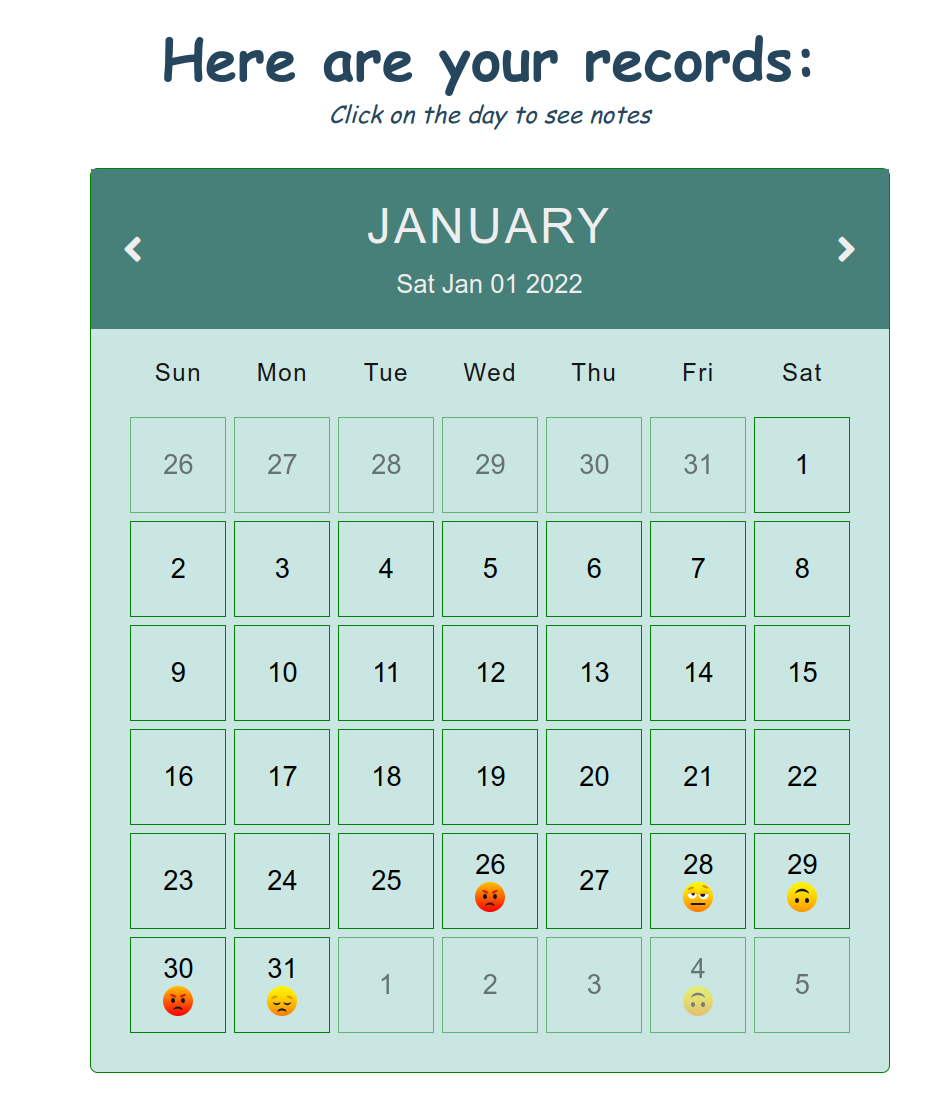 Here are your records:
Click on the day to see notes
JANUARY
Sat Jan 01 2022
Sun Mon Tue Wed Thu Fri Sat
26 27 28 29 30 31 1
2 3 4 5 6 7 8
9 10 11 12 13 14 15
16 17 18 19 20 21 22
23 24 25 26 27 28 29
30 31 1 2 3 4 5